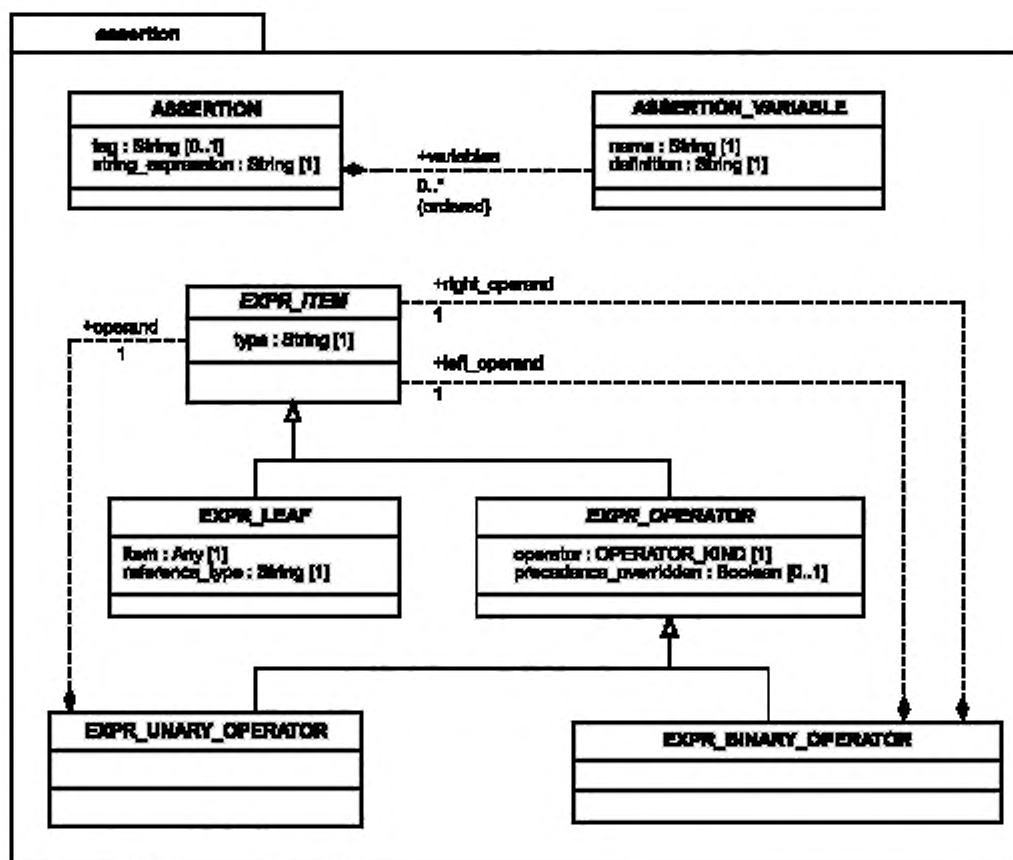 assertion
ASSERTION
tag : String [0..1]
string_expression : String [1]
+variables
0..*
{ordered}
ASSERTION_VARIABLE
name : String [1]
definition : String [1]
EXPR_ITEM
type : String [1]
+operand
1
+right_operand
1
+left_operand
1
EXPR_LEAF
item : Any [1]
reference_type : String [1]
EXPR_OPERATOR
operator : OPERATOR_KIND [1]
precedence_overridden : Boolean [0..1]
EXPR_UNARY_OPERATOR
EXPR_BINARY_OPERATOR